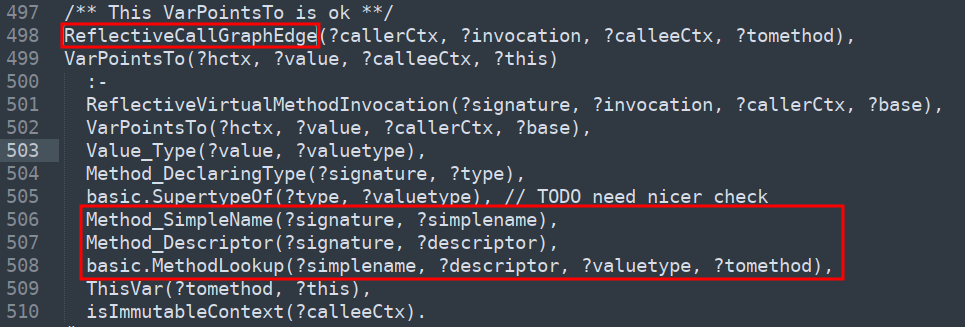 497 /** This VarPointsTo is ok **/
498 ReflectiveCallGraphEdge(?callerCtx, ?invocation, ?calleeCtx, ?tomethod),
499 VarPointsTo(?hctx, ?value, ?calleeCtx, ?this)
500 :-
501 ReflectiveVirtualMethodInvocation(?signature, ?invocation, ?callerCtx, ?base),
502 VarPointsTo(?hctx, ?value, ?callerCtx, ?base),
503 Value_Type(?value, ?valuetype),
504 Method_DeclaringType(?signature, ?type),
505 basic.SupertypeOf(?type, ?valuetype), // TODO need nicer check
506 Method_SimpleName(?signature, ?simplename),
507 Method_Descriptor(?signature, ?descriptor),
508 basic.MethodLookup(?simplename, ?descriptor, ?valuetype, ?tomethod),
509 ThisVar(?tomethod, ?this),
510 isImmutableContext(?calleeCtx).